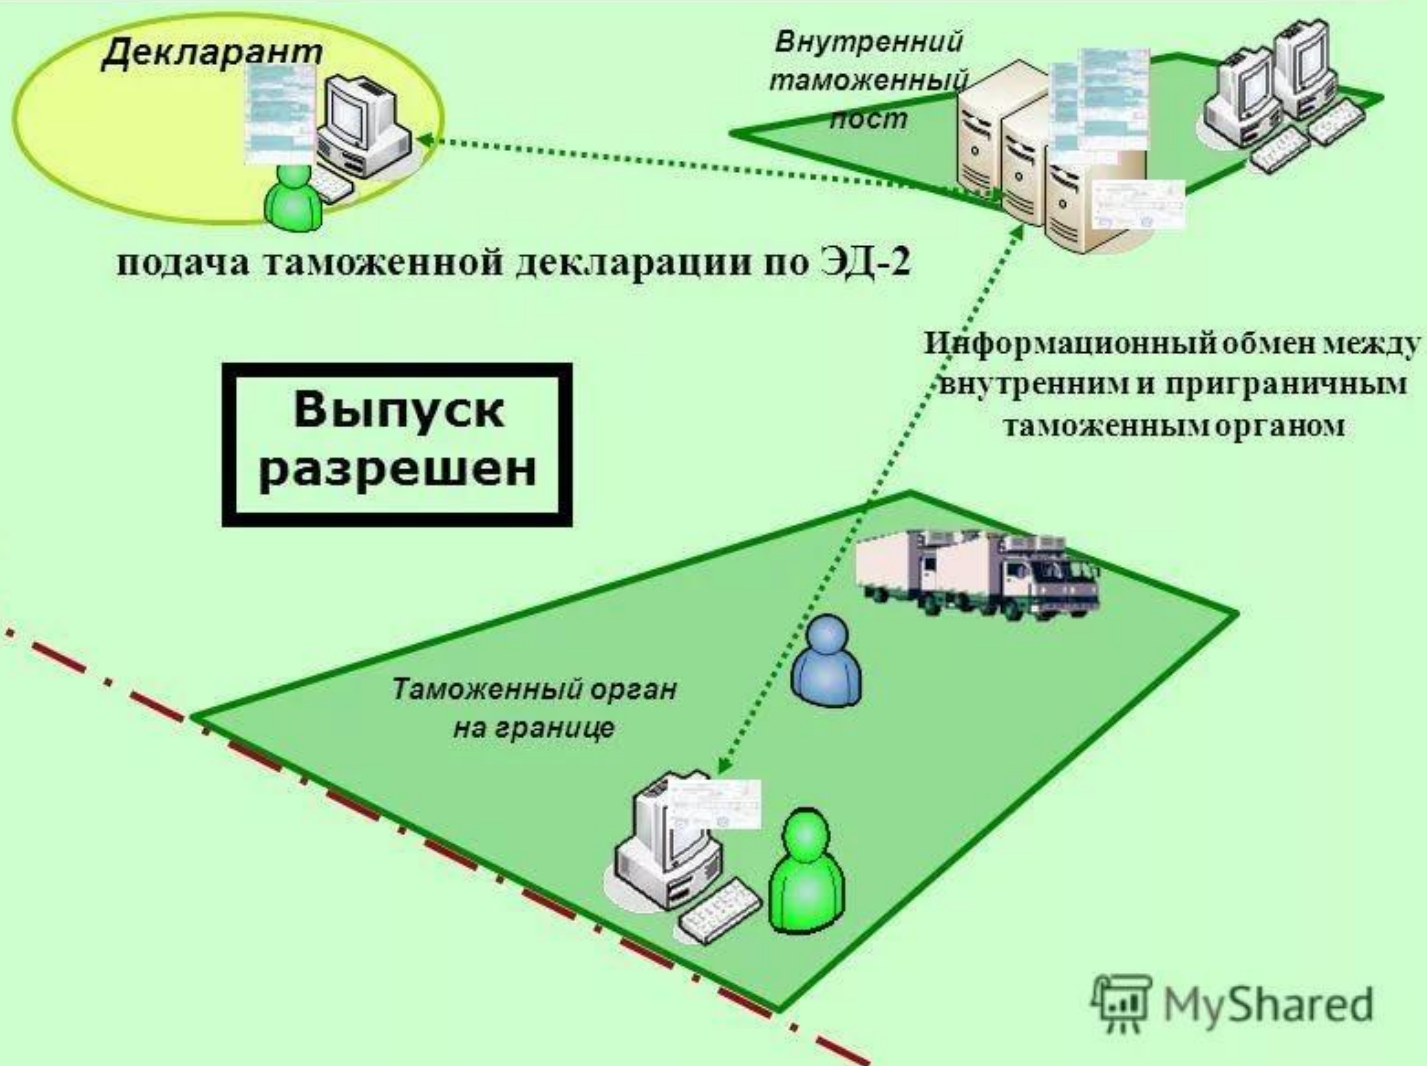 Декларант
Внутренний
таможенный
пост
подача таможенной декларации по ЭД-2
Информационный обмен между
внутренним и приграничным
таможенным органом
Выпуск
разрешен
Таможенный орган
на границе
MyShared